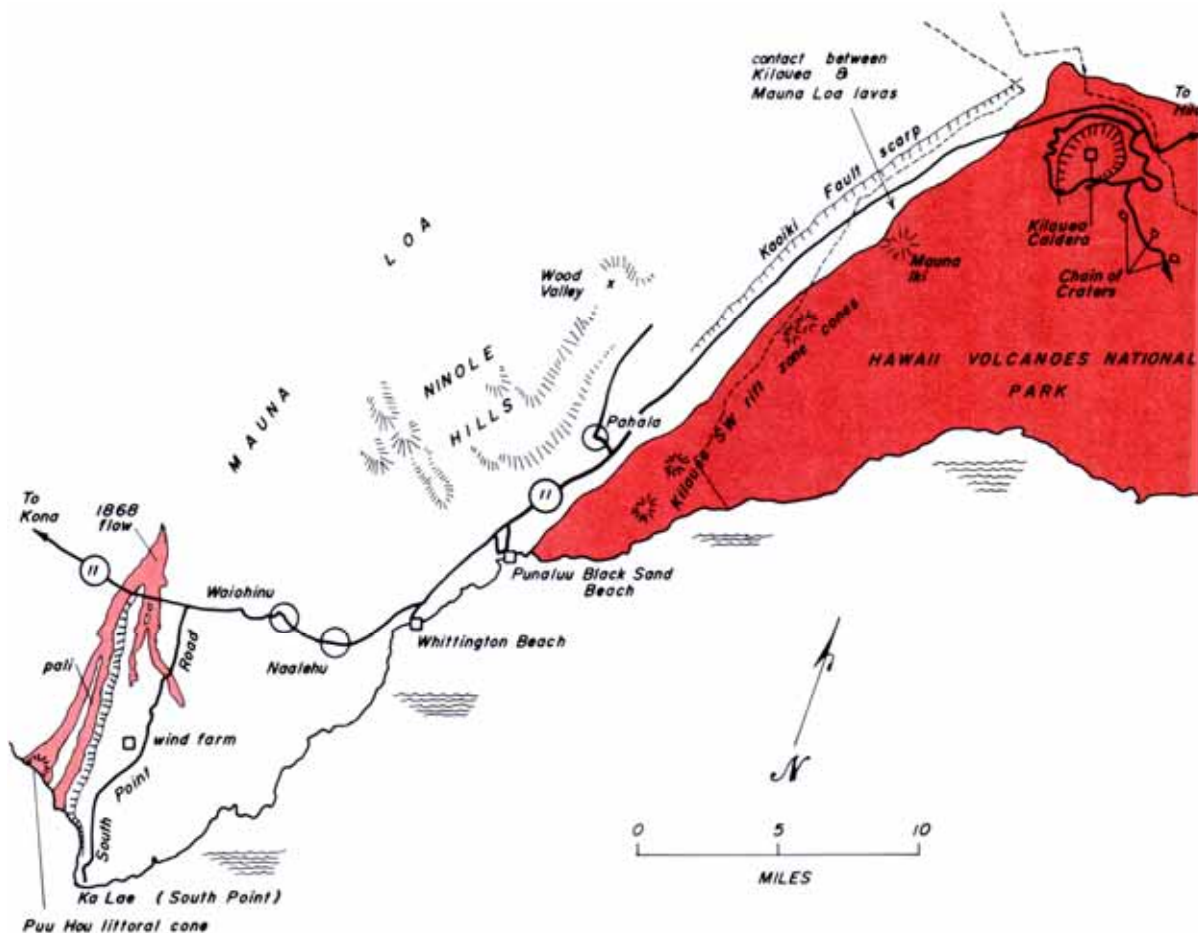 contact between
Kilauea &
Mauna Loa lavas
To
Hilo
Kaoiki Fault scarp
Kilauea
Caldera
Mauna
Iki
Chain of
Craters
HAWAII VOLCANOES NATIONAL
PARK
Kilauea SW rift zone cones
MAUNA LOA
Wood
Valley
x
NINOLE
HILLS
Pahala
11
To
Kona
1868
flow
11
Waiohinu
Naalehu
Punaluu Black Sand
Beach
Whittington Beach
pali
wind farm
South Point Road
Ka Lae (South Point)
Puu Hou littoral cone
N
0 5 10
MILES